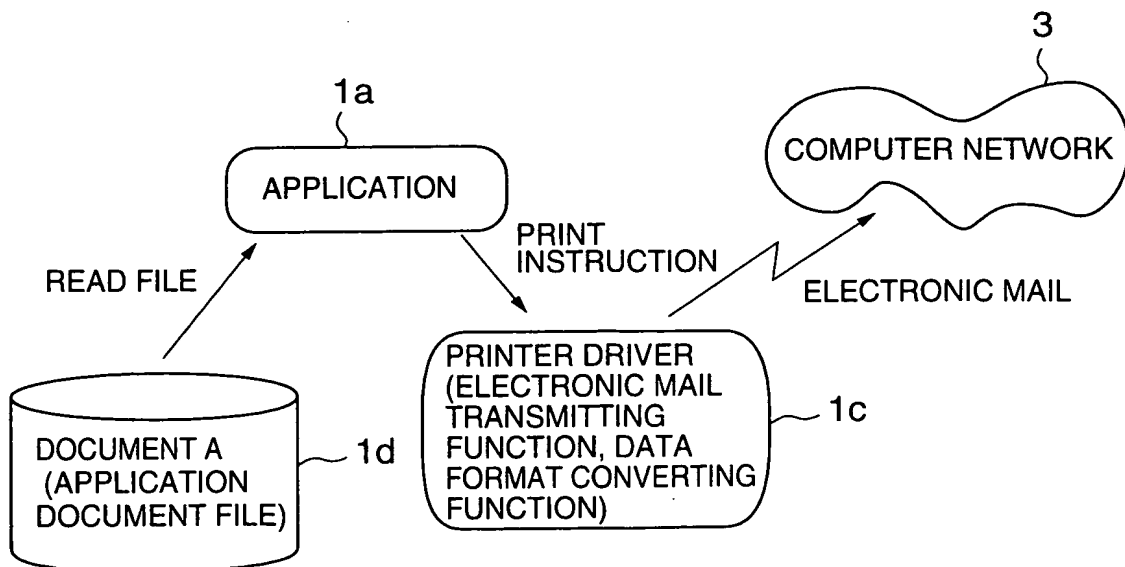 3
1a
COMPUTER NETWORK
APPLICATION
PRINT
INSTRUCTION
READ FILE
ELECTRONIC MAIL
PRINTER DRIVER
(ELECTRONIC MAIL
TRANSMITTING
FUNCTION, DATA
FORMAT CONVERTING
FUNCTION)
1c
DOCUMENT A
(APPLICATION
DOCUMENT FILE)
1d